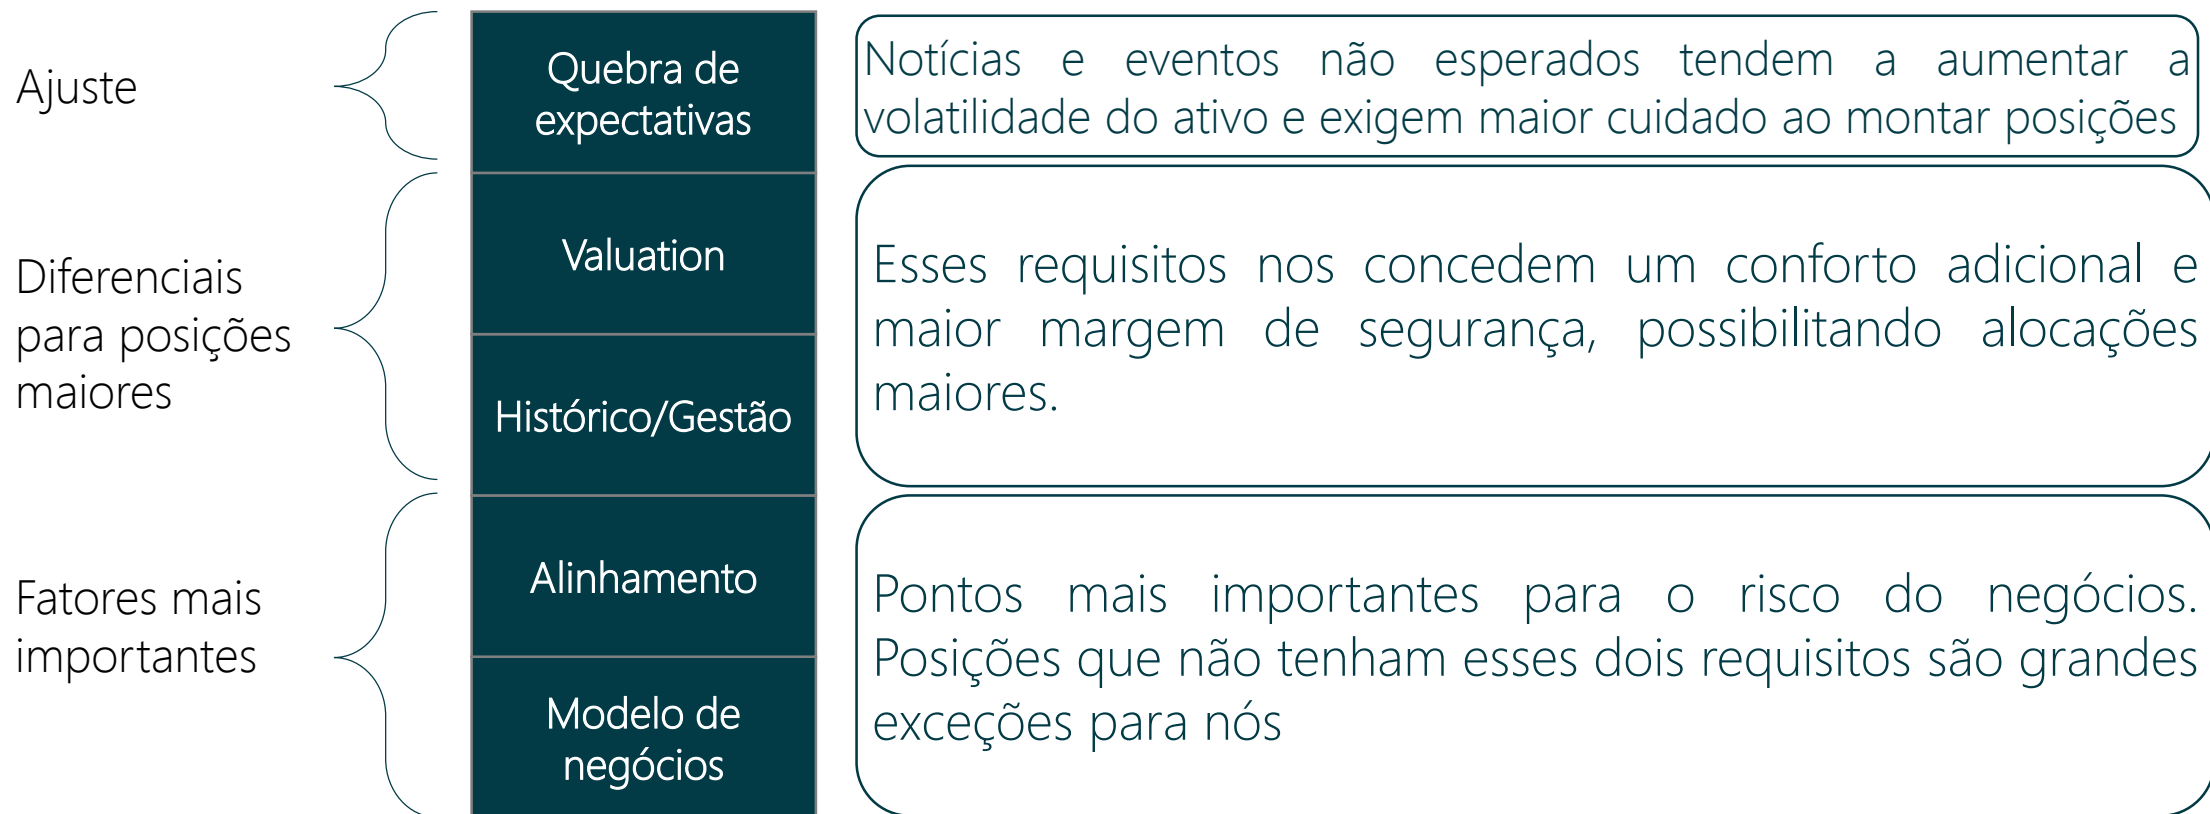 Ajuste
Quebra de
expectativas
Notícias e eventos não esperados tendem a aumentar a
volatilidade do ativo e exigem maior cuidado ao montar posições
Diferenciais
para posições
maiores
Valuation
Histórico/Gestão
Esses requisitos nos concedem um conforto adicional e
maior margem de segurança, possibilitando alocações
maiores.
Fatores mais
importantes
Alinhamento
Modelo de
negócios
Pontos mais importantes para o risco do negócios.
Posições que não tenham esses dois requisitos são grandes
exceções para nós